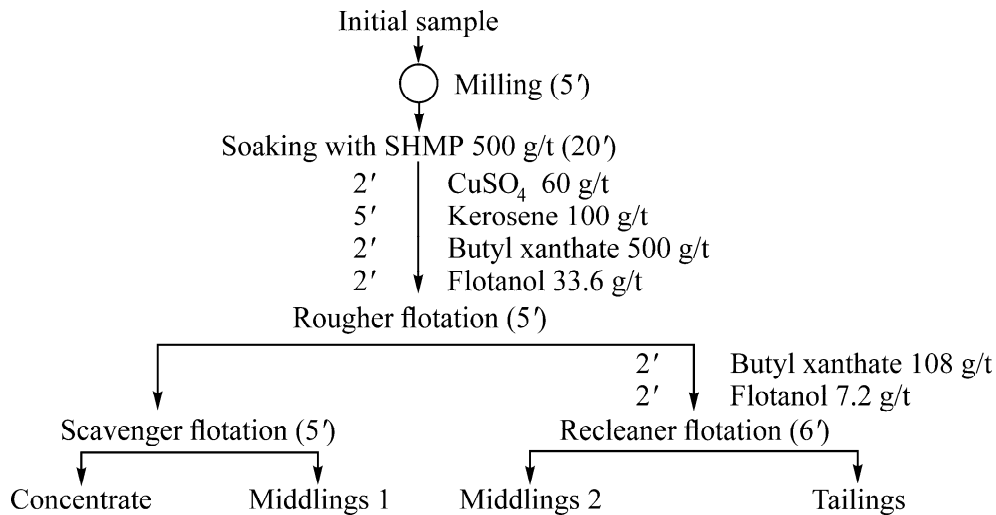 Initial sample
Milling (5′)
Soaking with SHMP 500 g/t (20′)
2′ CuSO₄ 60 g/t
5′ Kerosene 100 g/t
2′ Butyl xanthate 500 g/t
2′ Flotanol 33.6 g/t
Rougher flotation (5′)
2′ Butyl xanthate 108 g/t
2′ Flotanol 7.2 g/t
Scavenger flotation (5′) Recleaner flotation (6′)
Concentrate Middlings 1 Middlings 2 Tailings